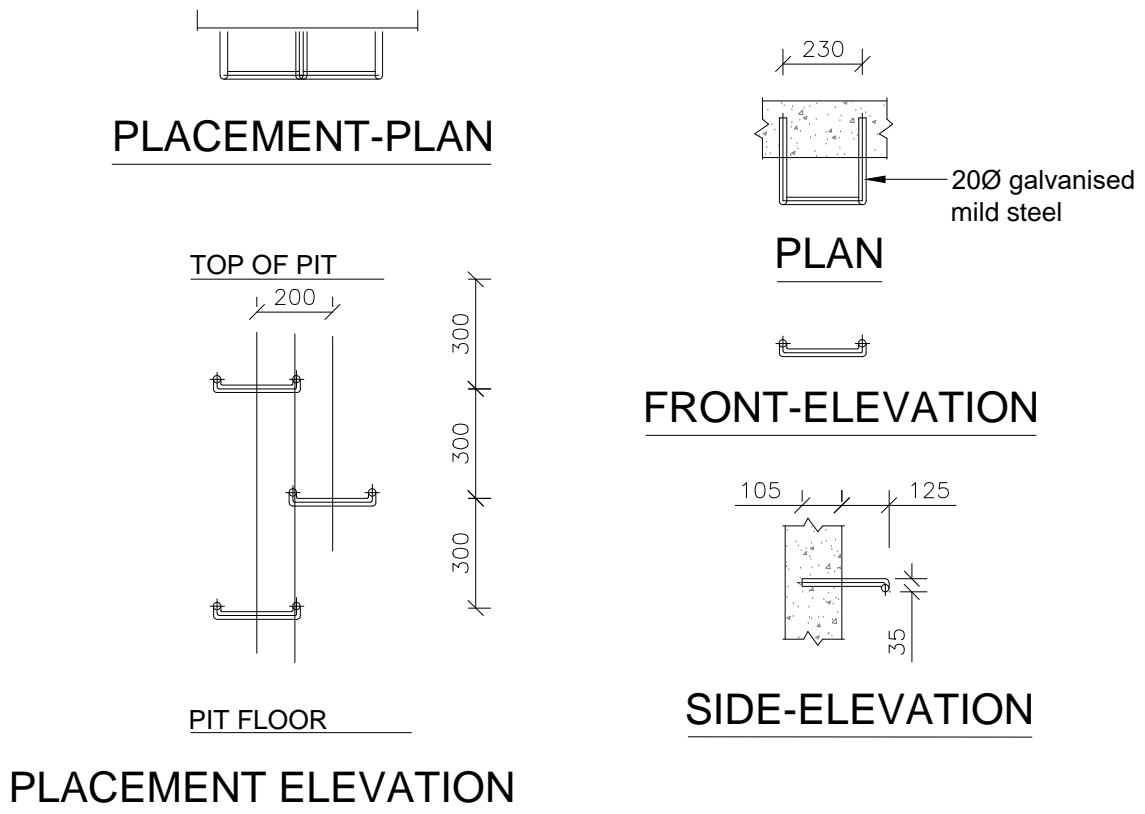 PLACEMENT-PLAN
TOP OF PIT
200
300
300
300
PIT FLOOR
PLACEMENT ELEVATION
230
20Ø galvanised
mild steel
PLAN
FRONT-ELEVATION
105
125
35
SIDE-ELEVATION